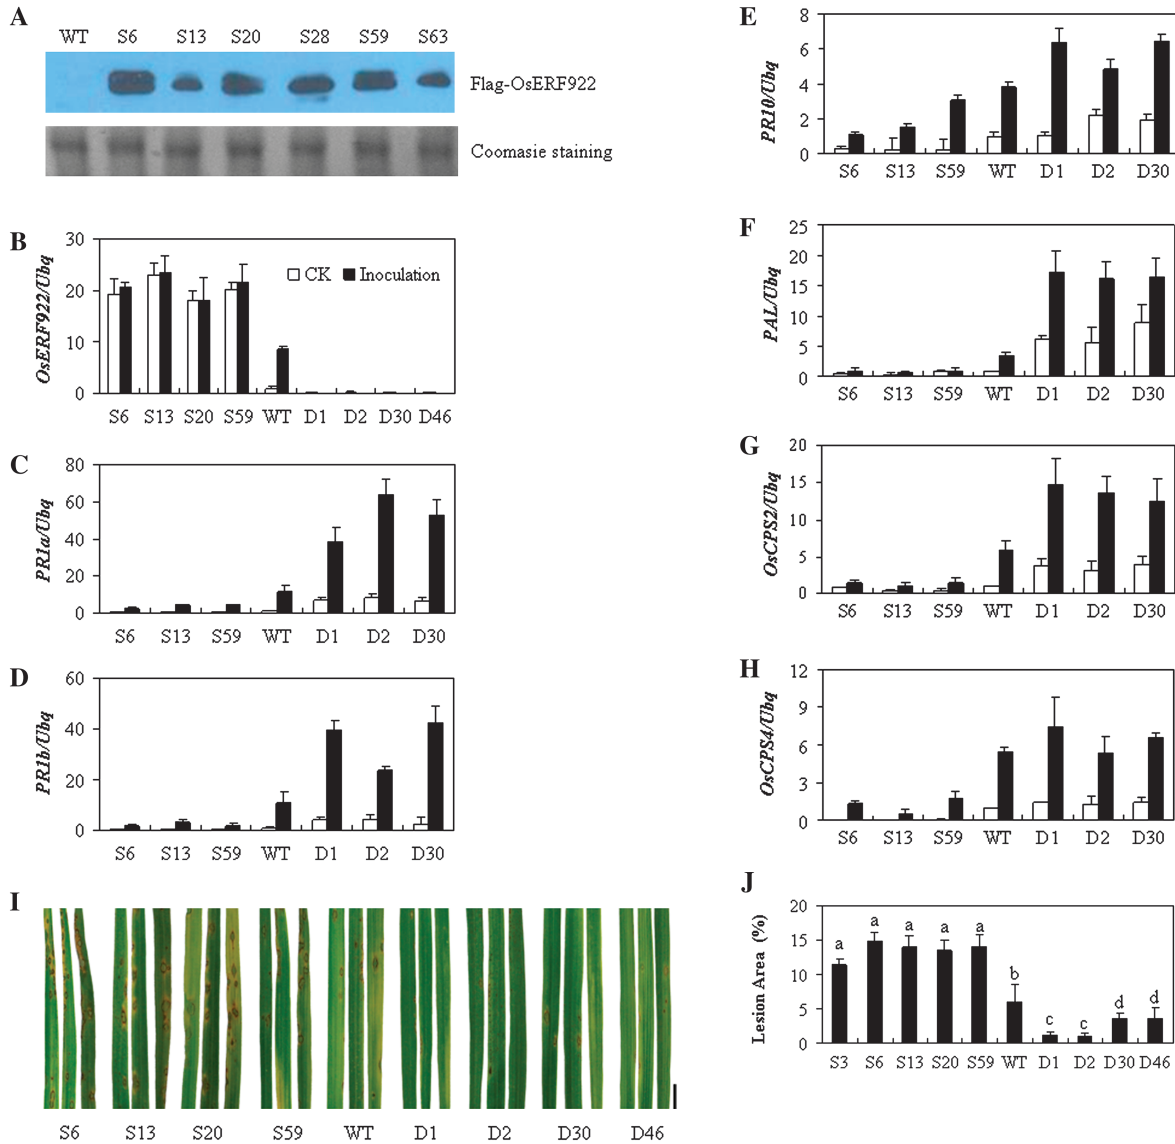 A
WT S6 S13 S20 S28 S59 S63
Flag-OsERF922
Coomasie staining
B
OsERF922/Ubq
30
20
10
0
CK Inoculation
S6 S13 S20 S59 WT D1 D2 D30 D46
C
PR1a/Ubq
80
60
40
20
0
S6 S13 S59 WT D1 D2 D30
D
PR1b/Ubq
60
40
20
0
S6 S13 S59 WT D1 D2 D30
E
PR10/Ubq
8
6
4
2
0
S6 S13 S59 WT D1 D2 D30
F
PAL/Ubq
25
20
15
10
5
0
S6 S13 S59 WT D1 D2 D30
G
OsCPS2/Ubq
20
15
10
5
0
S6 S13 S59 WT D1 D2 D30
H
OsCPS4/Ubq
12
9
6
3
0
S6 S13 S59 WT D1 D2 D30
I
S6 S13 S20 S59 WT D1 D2 D30 D46
J
Lesion Area (%)
20
15
10
5
0
a a a a a b c c d d
S3 S6 S13 S20 S59 WT D1 D2 D30 D46